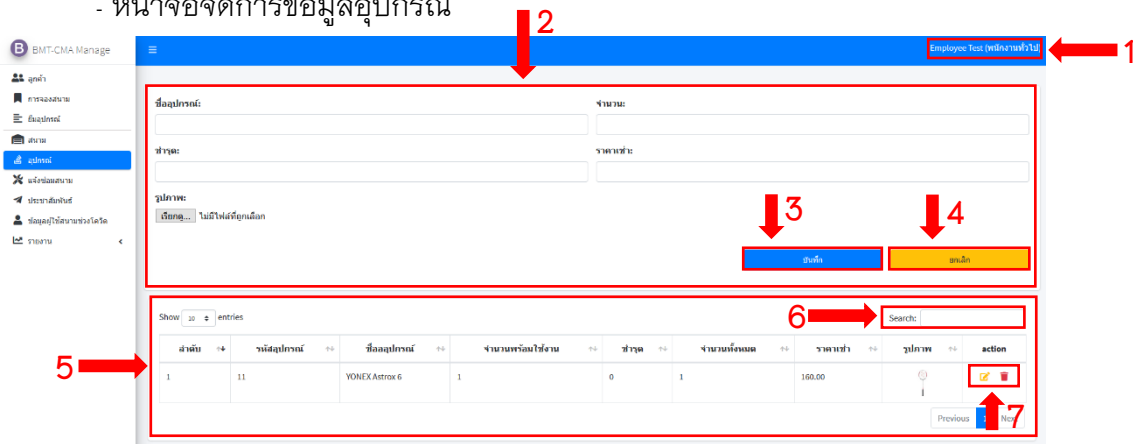 - หน้าจอจัดการข้อมูลอุปกรณ์
2
B BMT-CMA Manage
Employee Test (พนักงานทั่วไป)
1
ลูกค้า
การจองสนาม
ยืมอุปกรณ์
สนาม
อุปกรณ์
แจ้งซ่อมสนาม
ประชาสัมพันธ์
ข้อมูลผู้ใช้สนามช่วงโควิด
รายงาน
ชื่ออุปกรณ์:
จำนวน:
ชำรุด:
ราคาเช่า:
รูปภาพ:
เรียกดู... ไม่มีไฟล์ที่ถูกเลือก
3
4
บันทึก
ยกเลิก
5
Show 10 entries
6
Search:
ลำดับ รหัสอุปกรณ์ ชื่ออุปกรณ์ จำนวนพร้อมใช้งาน ชำรุด จำนวนทั้งหมด ราคาเช่า รูปภาพ action
1 11 YONEX Astrox 6 1 0 1 160.00
Previous 1 Next
7